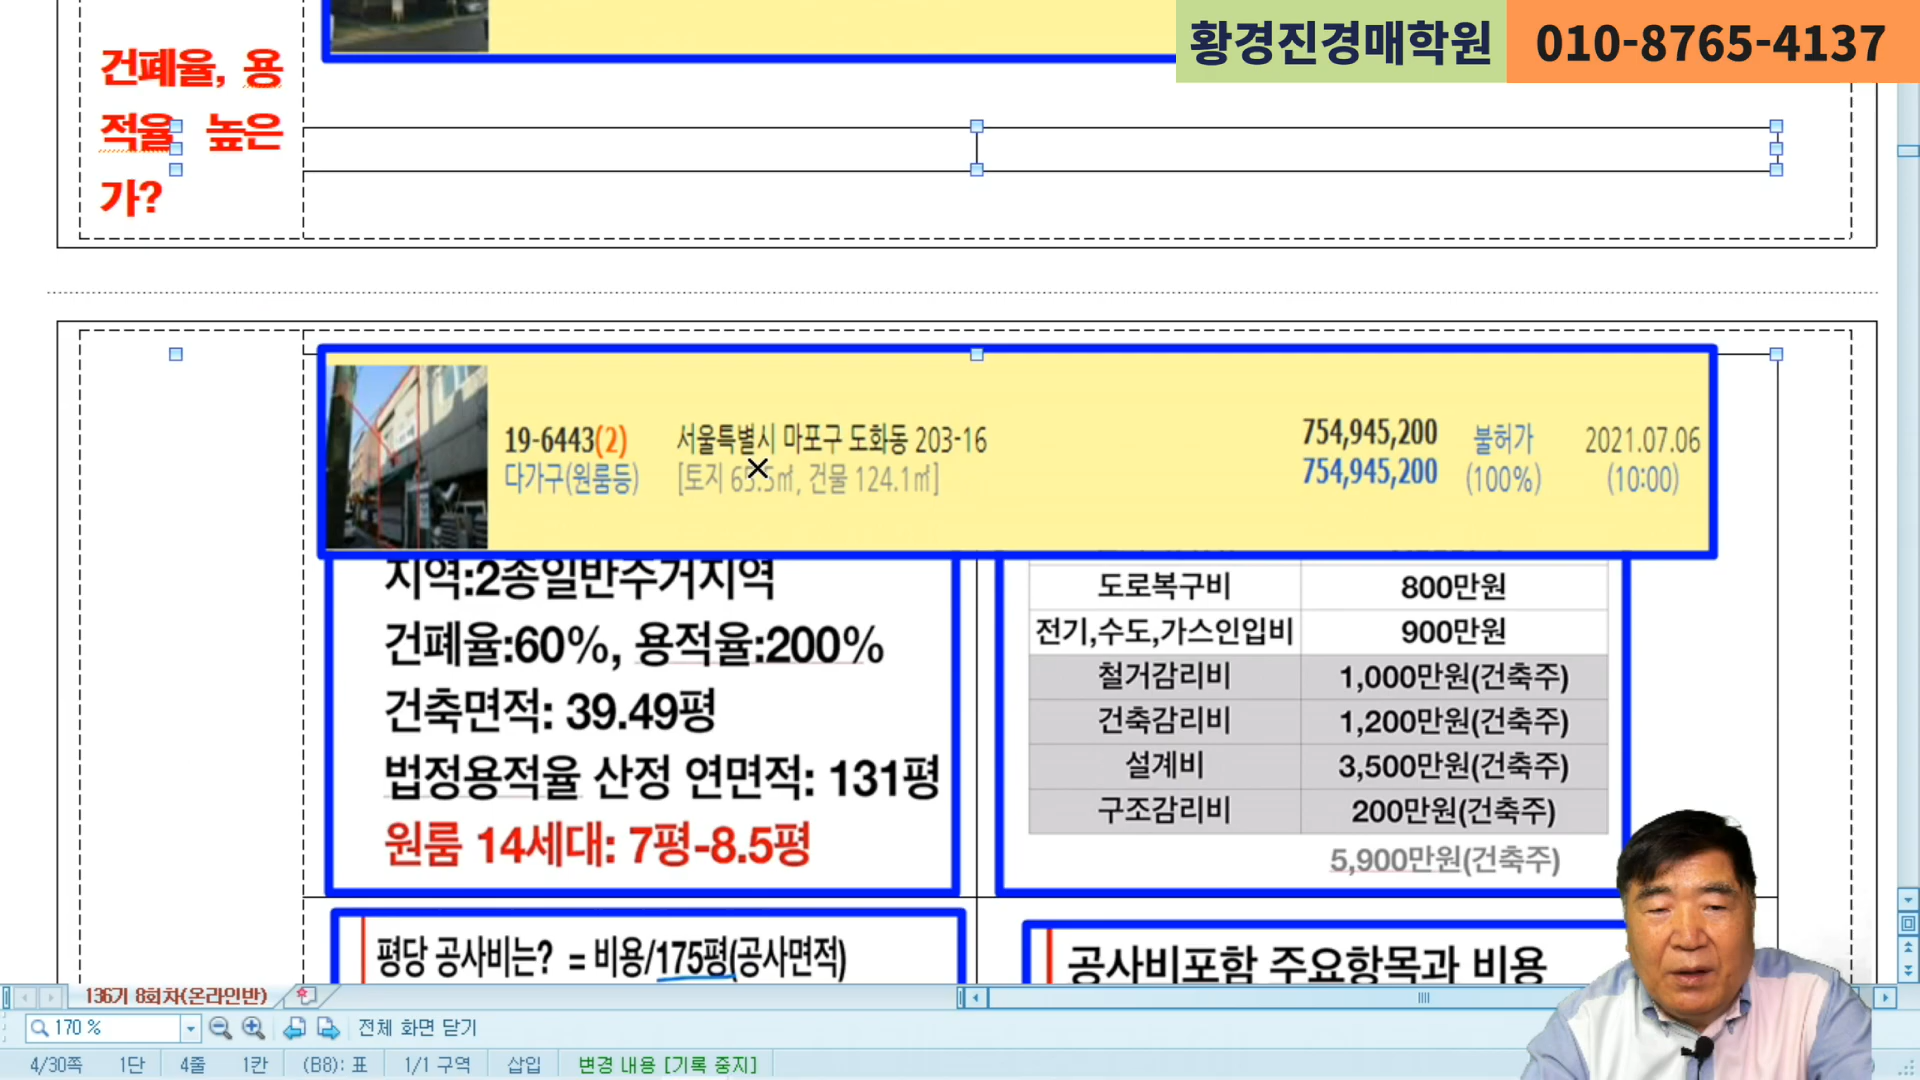 황경진경매학원 010-8765-4137
건폐율, 용
적율 높은
가?
19-6443(2) 서울특별시 마포구 도화동 203-16 754,945,200 불허가 2021.07.06
다가구(원룸등) [토지 65.5㎡, 건물 124.1㎡] 754,945,200 (100%) (10:00)
지역:2종일반주거지역
건폐율:60%, 용적율:200%
건축면적: 39.49평
법정용적율 산정 연면적: 131평
원룸 14세대: 7평-8.5평
도로복구비 800만원
전기,수도,가스인입비 900만원
철거감리비 1,000만원(건축주)
건축감리비 1,200만원(건축주)
설계비 3,500만원(건축주)
구조감리비 200만원(건축주)
5,900만원(건축주)
평당 공사비는? = 비용/175평(공사면적)
공사비포함 주요항목과 비용
136기 8회차(온라인반)
170 % 전체 화면 닫기
4/30쪽 1단 4줄 1칸 (B8): 표 1/1 구역 삽입 변경 내용 [기록 중지]